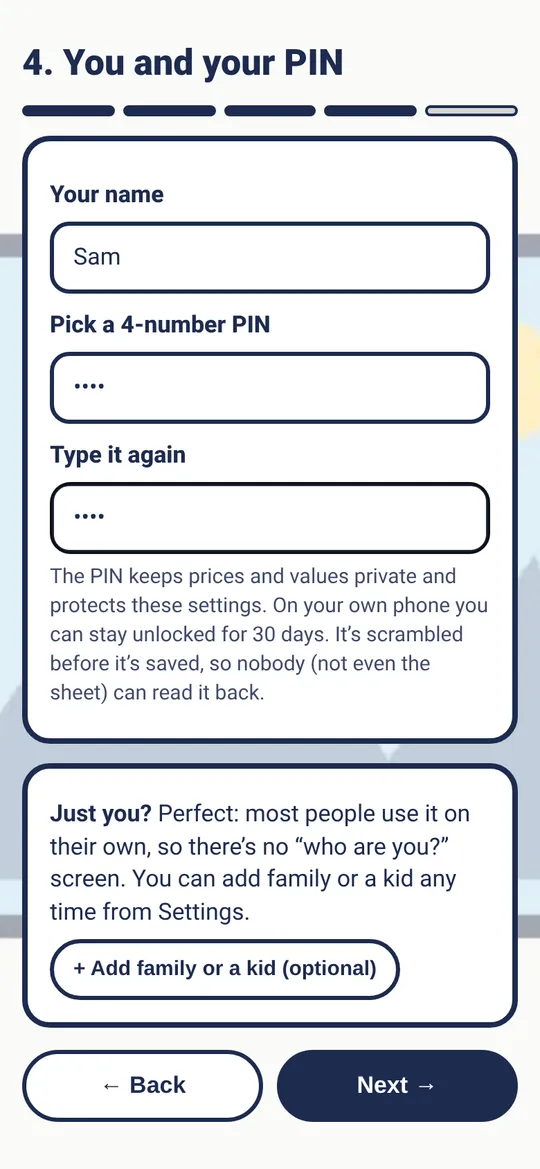 4. You and your PIN
Your name
Sam
Pick a 4-number PIN
••••
Type it again
••••
The PIN keeps prices and values private and
protects these settings. On your own phone you
can stay unlocked for 30 days. It’s scrambled
before it’s saved, so nobody (not even the
sheet) can read it back.
Just you? Perfect: most people use it on
their own, so there’s no “who are you?”
screen. You can add family or a kid any
time from Settings.
+ Add family or a kid (optional)
← Back
Next →